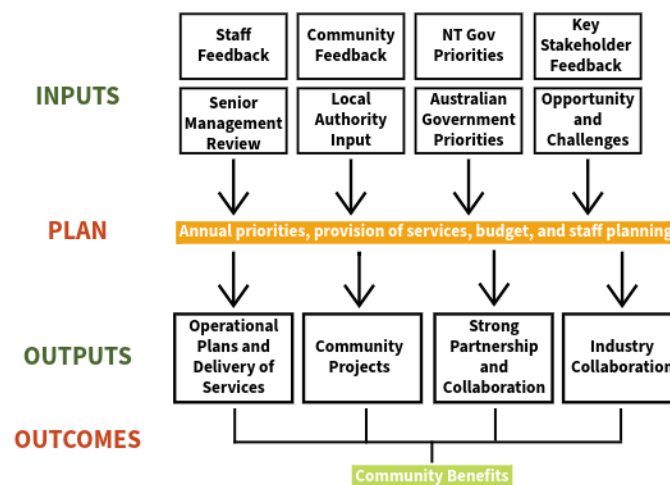 Staff
Feedback
Community
Feedback
NT Gov
Priorities
Key
Stakeholder
Feedback
INPUTS
Senior
Management
Review
Local
Authority
Input
Australian
Government
Priorities
Opportunity
and
Challenges
PLAN
Annual priorities, provision of services, budget, and staff planning
OUTPUTS
Operational
Plans and
Delivery of
Services
Community
Projects
Strong
Partnership
and
Collaboration
Industry
Collaboration
OUTCOMES
Community Benefits